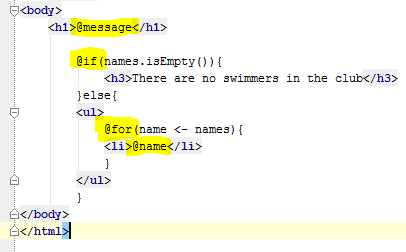 <body>
<h1>@message</h1>
@if(names.isEmpty()){
<h3>There are no swimmers in the club</h3>
}else{
<ul>
@for(name <- names){
<li>@name</li>
}
</ul>
}
</body>
</html>